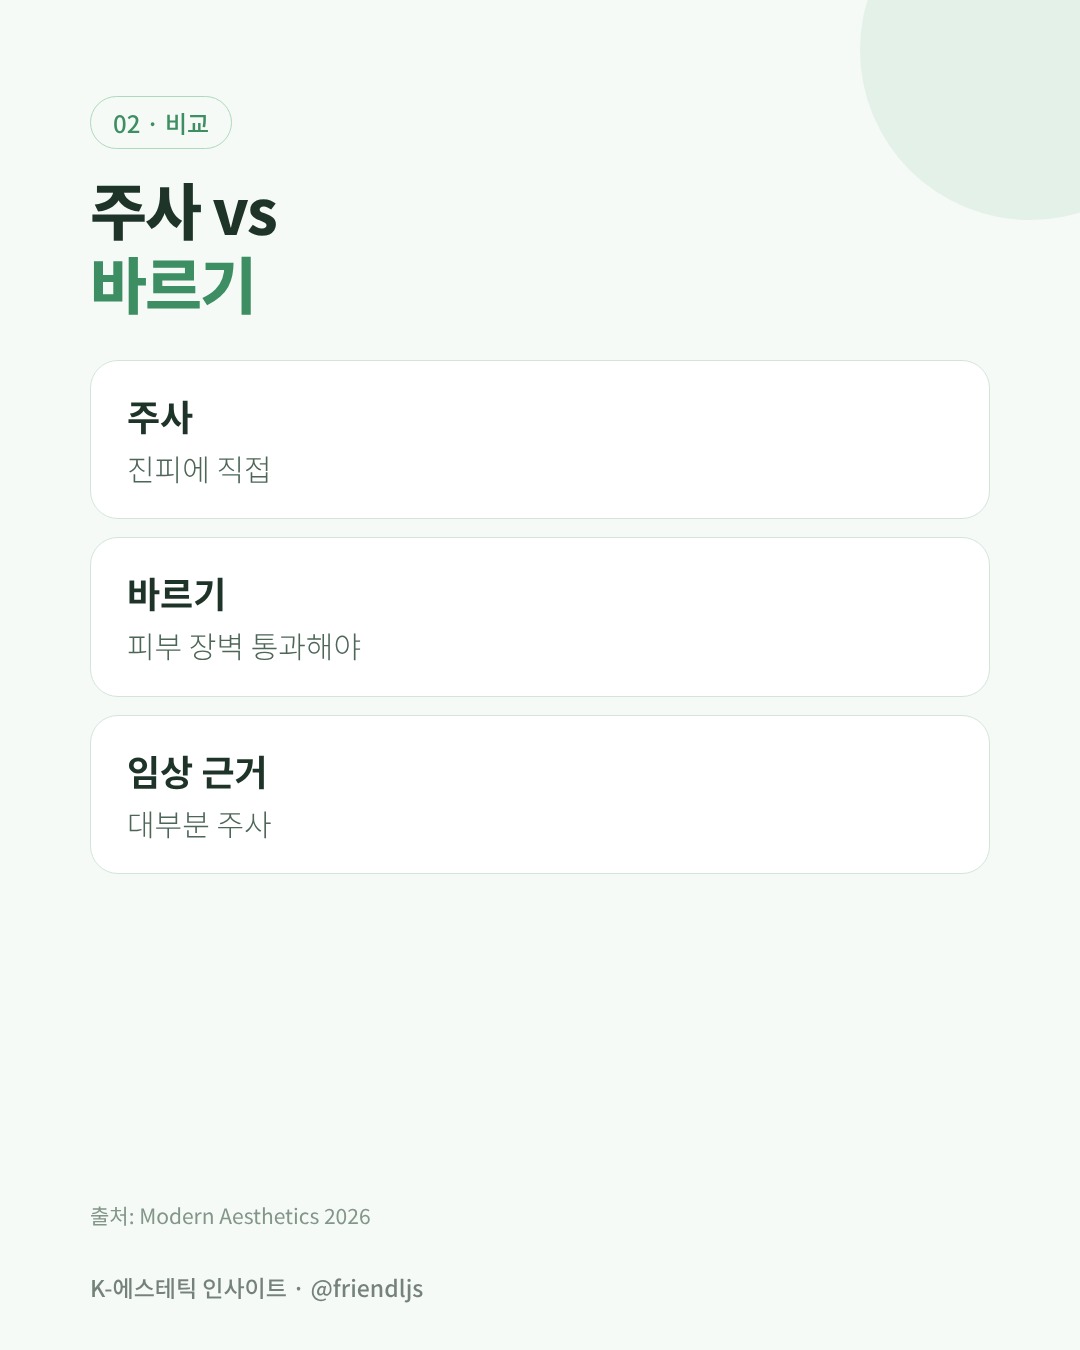 02 · 비교
주사 vs
바르기
주사
진피에 직접
바르기
피부 장벽 통과해야
임상 근거
대부분 주사
출처: Modern Aesthetics 2026
K-에스테틱 인사이트 · @friendljs